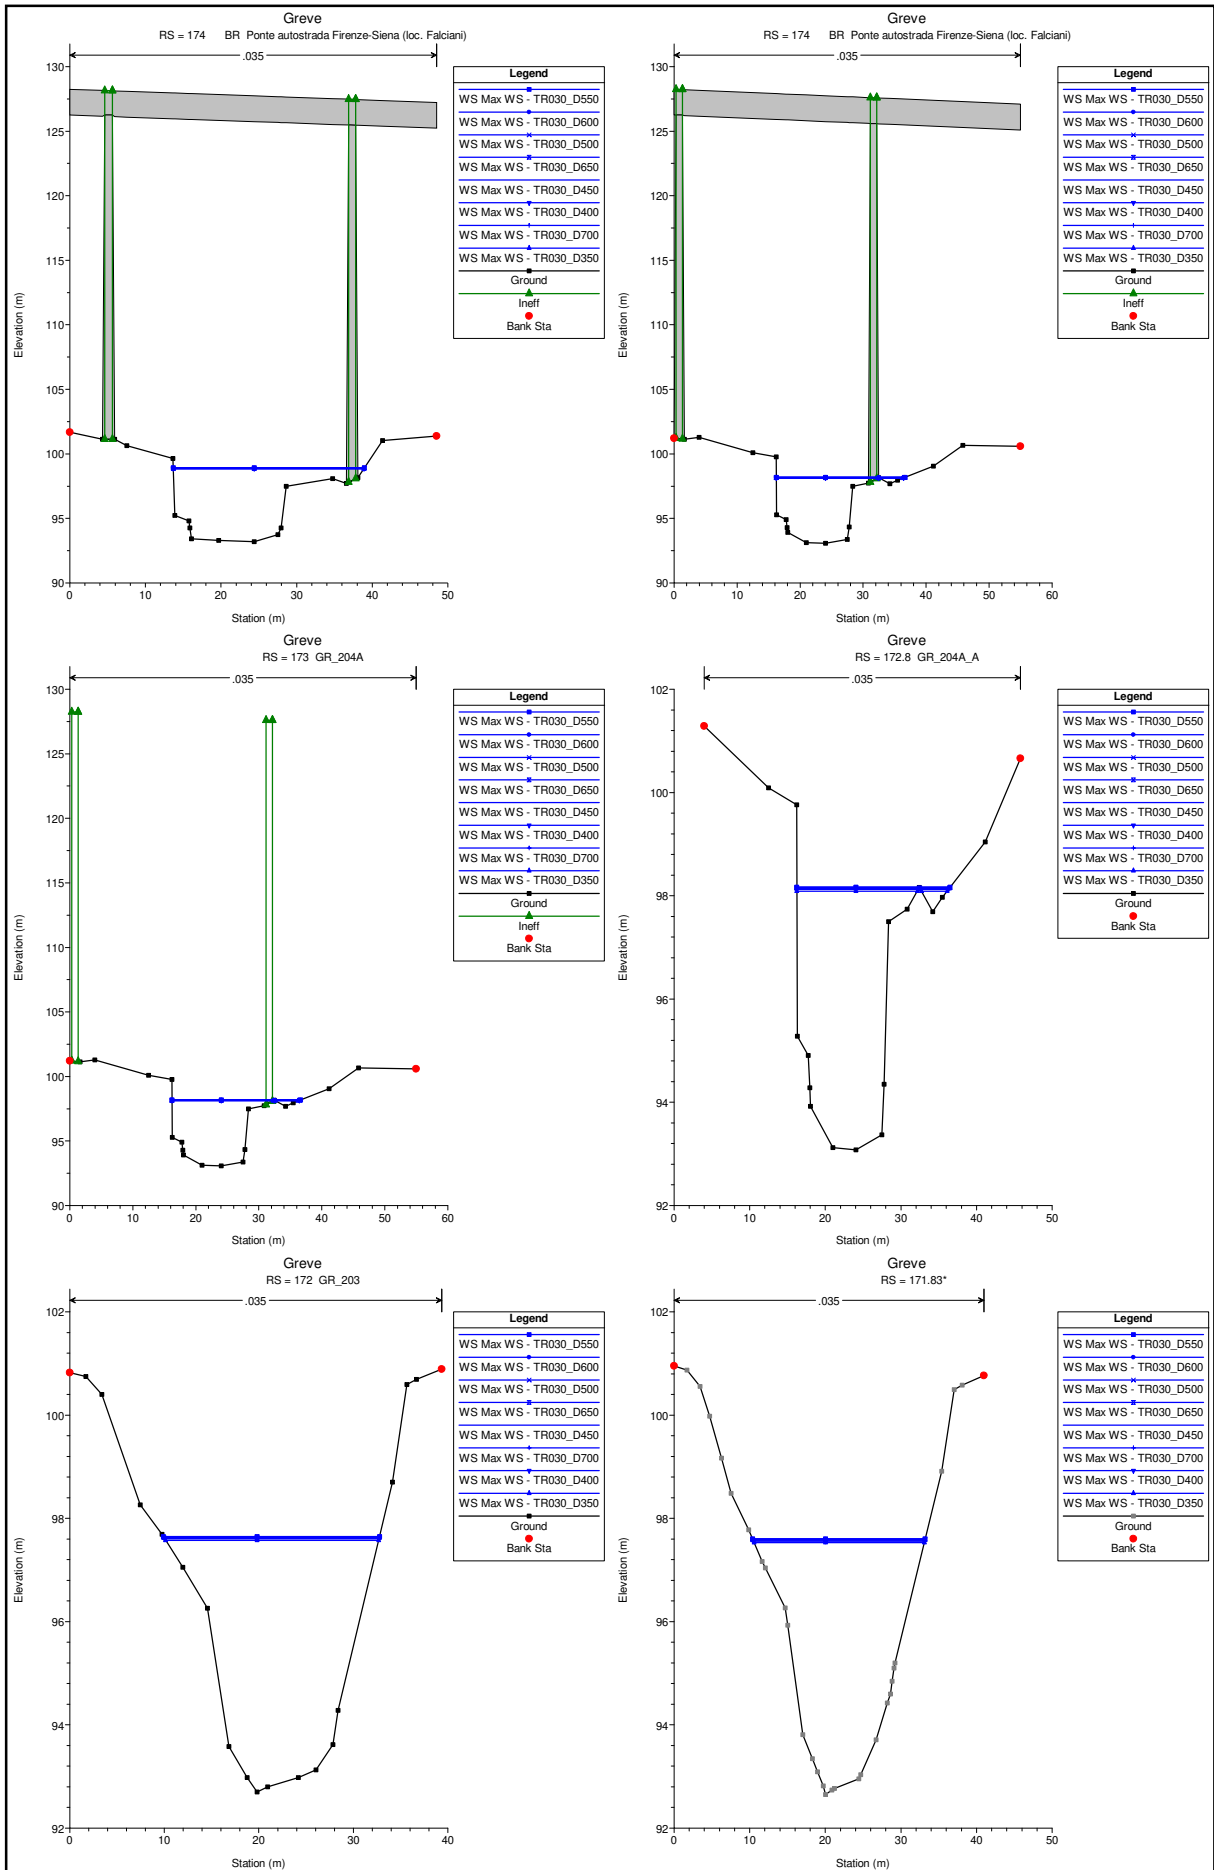 Greve
RS = 174 BR Ponte autostrada Firenze-Siena (loc. Falciani)
.035
130
125
120
115
110
105
100
95
90
Elevation (m)
0 10 20 30 40 50
Station (m)
Legend
WS Max WS - TR030_D550
WS Max WS - TR030_D600
WS Max WS - TR030_D500
WS Max WS - TR030_D650
WS Max WS - TR030_D450
WS Max WS - TR030_D400
WS Max WS - TR030_D700
WS Max WS - TR030_D350
Ground
Ineff
Bank Sta
Greve
RS = 174 BR Ponte autostrada Firenze-Siena (loc. Falciani)
.035
130
125
120
115
110
105
100
95
90
Elevation (m)
0 10 20 30 40 50 60
Station (m)
Legend
WS Max WS - TR030_D550
WS Max WS - TR030_D600
WS Max WS - TR030_D500
WS Max WS - TR030_D650
WS Max WS - TR030_D450
WS Max WS - TR030_D400
WS Max WS - TR030_D700
WS Max WS - TR030_D350
Ground
Ineff
Bank Sta
Greve
RS = 173 GR_204A
.035
130
125
120
115
110
105
100
95
90
Elevation (m)
0 10 20 30 40 50 60
Station (m)
Legend
WS Max WS - TR030_D550
WS Max WS - TR030_D600
WS Max WS - TR030_D500
WS Max WS - TR030_D650
WS Max WS - TR030_D450
WS Max WS - TR030_D400
WS Max WS - TR030_D700
WS Max WS - TR030_D350
Ground
Ineff
Bank Sta
Greve
RS = 172.8 GR_204A_A
.035
102
100
98
96
94
92
Elevation (m)
0 10 20 30 40 50
Station (m)
Legend
WS Max WS - TR030_D550
WS Max WS - TR030_D600
WS Max WS - TR030_D500
WS Max WS - TR030_D650
WS Max WS - TR030_D450
WS Max WS - TR030_D400
WS Max WS - TR030_D700
WS Max WS - TR030_D350
Ground
Bank Sta
Greve
RS = 172 GR_203
.035
102
100
98
96
94
92
Elevation (m)
0 10 20 30 40
Station (m)
Legend
WS Max WS - TR030_D550
WS Max WS - TR030_D600
WS Max WS - TR030_D500
WS Max WS - TR030_D650
WS Max WS - TR030_D450
WS Max WS - TR030_D700
WS Max WS - TR030_D400
WS Max WS - TR030_D350
Ground
Bank Sta
Greve
RS = 171.83*
.035
102
100
98
96
94
92
Elevation (m)
0 10 20 30 40 50
Station (m)
Legend
WS Max WS - TR030_D550
WS Max WS - TR030_D600
WS Max WS - TR030_D500
WS Max WS - TR030_D650
WS Max WS - TR030_D450
WS Max WS - TR030_D700
WS Max WS - TR030_D400
WS Max WS - TR030_D350
Ground
Bank Sta